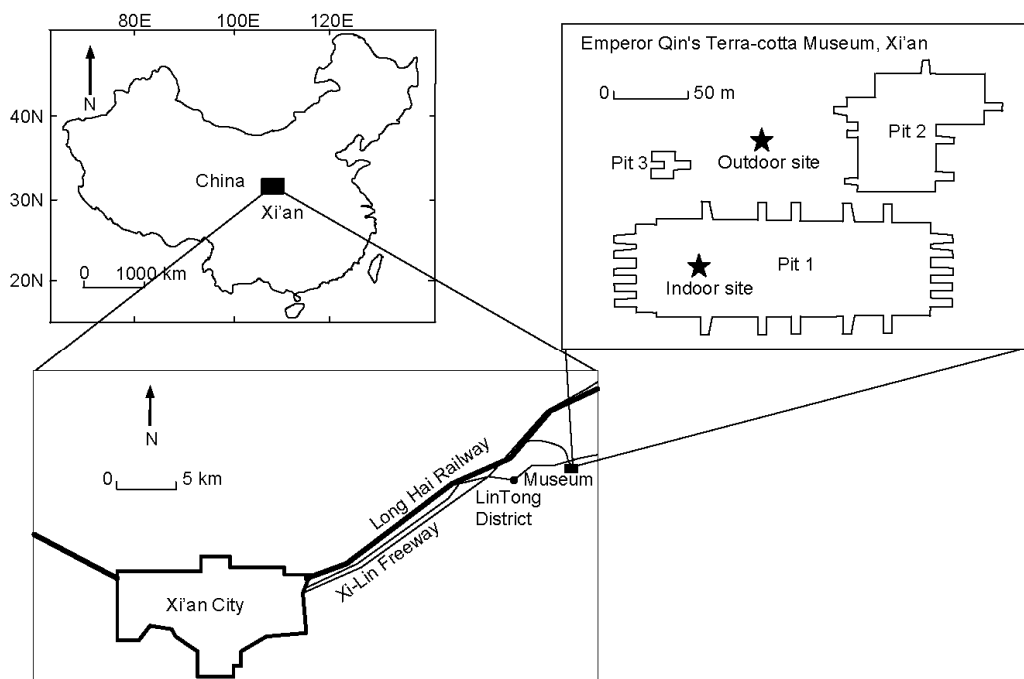 80E
100E
120E
N
40N
30N
20N
China
Xi'an
0
1000 km
Emperor Qin's Terra-cotta Museum, Xi'an
0
50 m
Pit 2
Pit 3
Outdoor site
Pit 1
Indoor site
N
0
5 km
Long Hai Railway
Xi-Lin Freeway
Museum
LinTong
District
Xi'an City